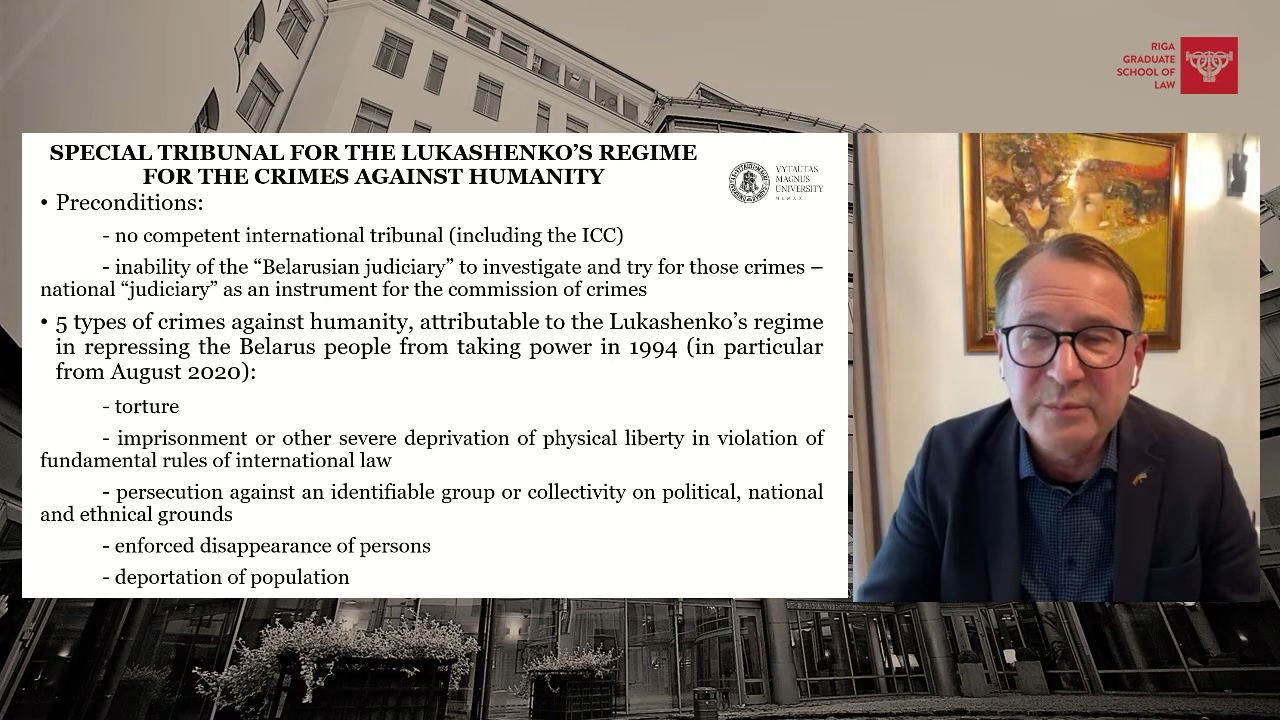 RIGA
GRADUATE
SCHOOL OF
LAW
SPECIAL TRIBUNAL FOR THE LUKASHENKO’S REGIME
FOR THE CRIMES AGAINST HUMANITY
VYTAUTAS
MAGNUS
UNIVERSITY
• Preconditions:
- no competent international tribunal (including the ICC)
- inability of the “Belarusian judiciary” to investigate and try for those crimes –
national “judiciary” as an instrument for the commission of crimes
• 5 types of crimes against humanity, attributable to the Lukashenko’s regime
in repressing the Belarus people from taking power in 1994 (in particular
from August 2020):
- torture
- imprisonment or other severe deprivation of physical liberty in violation of
fundamental rules of international law
- persecution against an identifiable group or collectivity on political, national
and ethnical grounds
- enforced disappearance of persons
- deportation of population